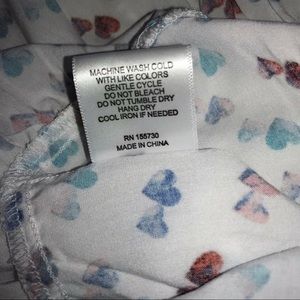 MACHINE WASH COLD
WITH LIKE COLORS
GENTLE CYCLE
DO NOT BLEACH
DO NOT TUMBLE DRY
HANG DRY
COOL IRON IF NEEDED
RN 155730
MADE IN CHINA